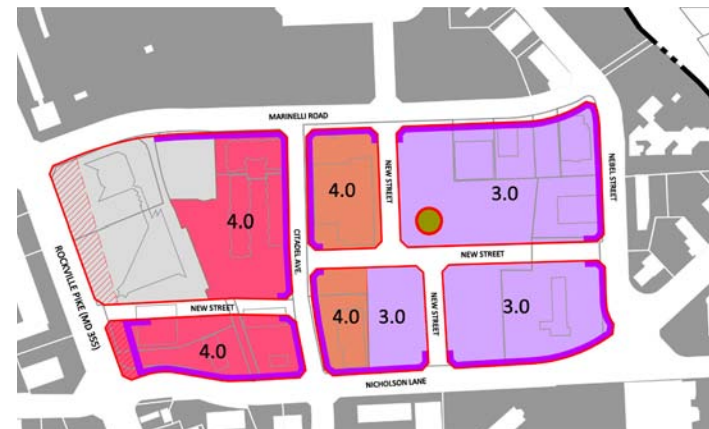 MARINELLI ROAD
4.0
4.0
3.0
NEW STREET
NEBEL STREET
CITADEL AVE.
ROCKVILLE PIKE (MD 355)
NEW STREET
NEW STREET
4.0
4.0
3.0
NEW STREET
3.0
NICHOLSON LANE